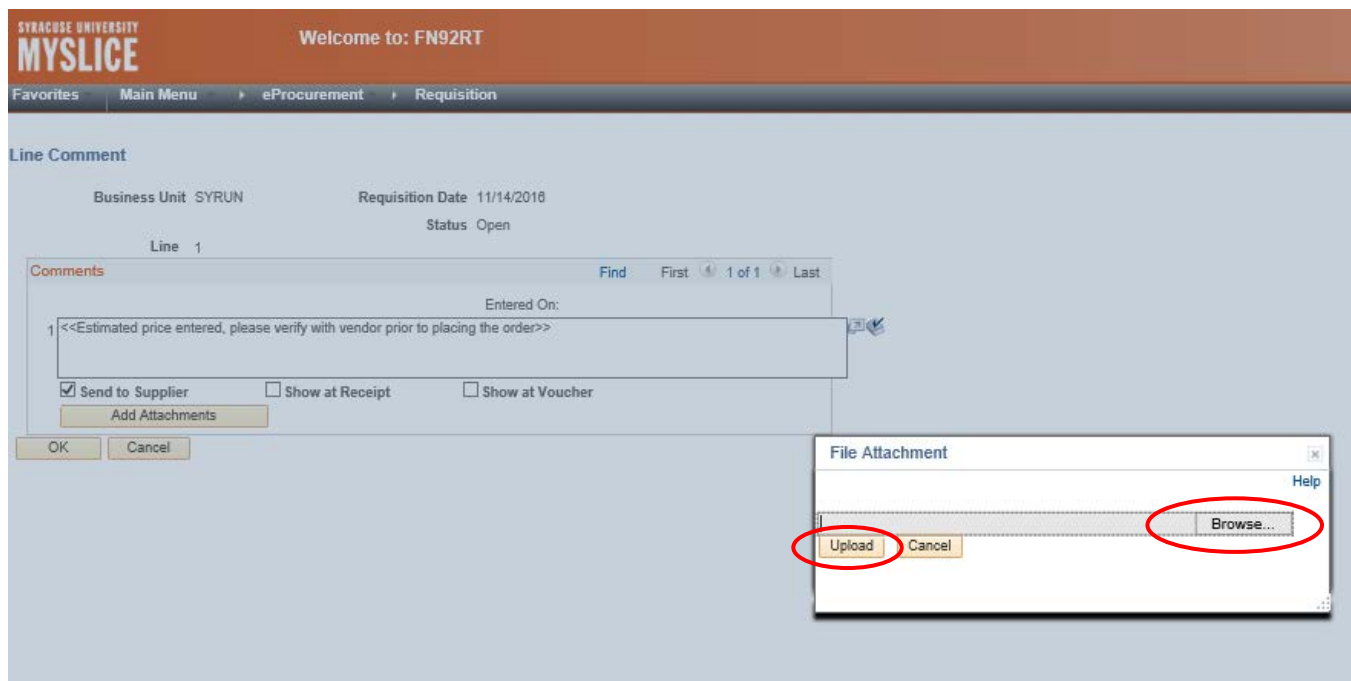 SYRACUSE UNIVERSITY
MYSLICE
Welcome to: FN92RT
Favorites Main Menu eProcurement Requisition
Line Comment
Business Unit SYRUN Requisition Date 11/14/2016
Status Open
Line 1
Comments Find First 1 of 1 Last
Entered On:
1 <<Estimated price entered, please verify with vendor prior to placing the order>>
Send to Supplier Show at Receipt Show at Voucher
Add Attachments
OK Cancel
File Attachment
Help
Browse...
Upload Cancel